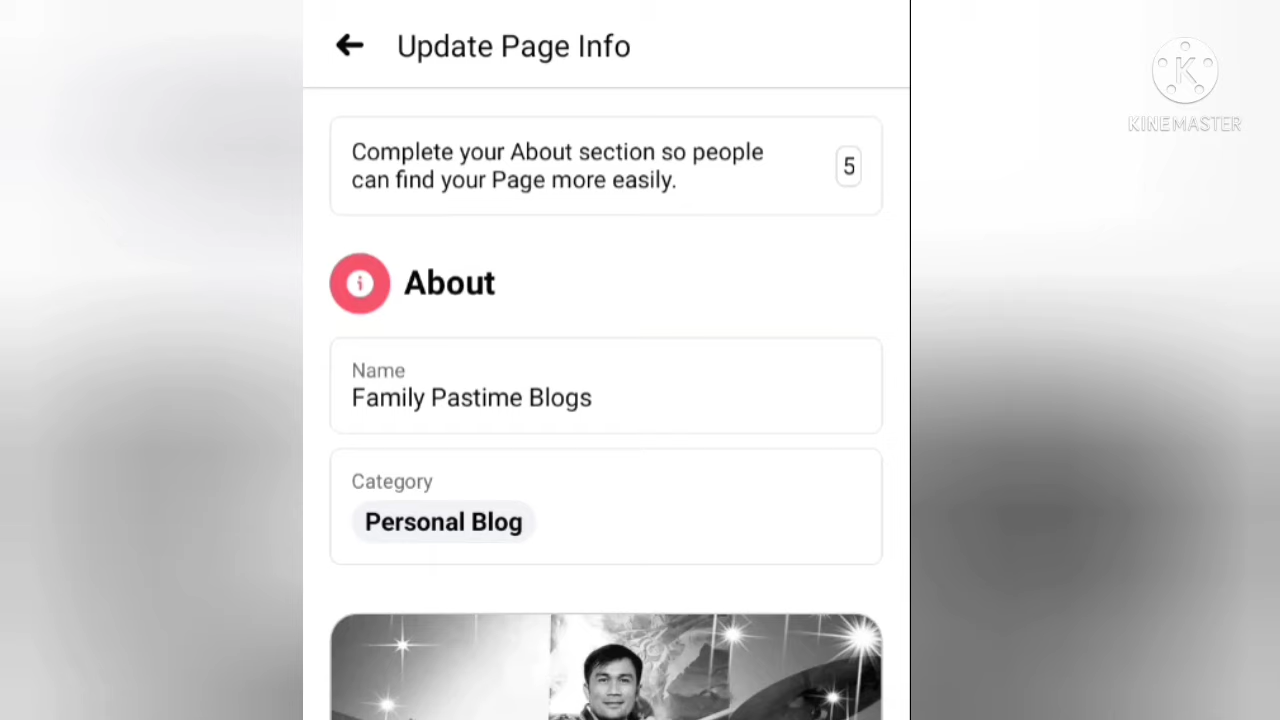 Update Page Info
Complete your About section so people
can find your Page more easily.
5
About
Name
Family Pastime Blogs
Category
Personal Blog
K
KINEMASTER